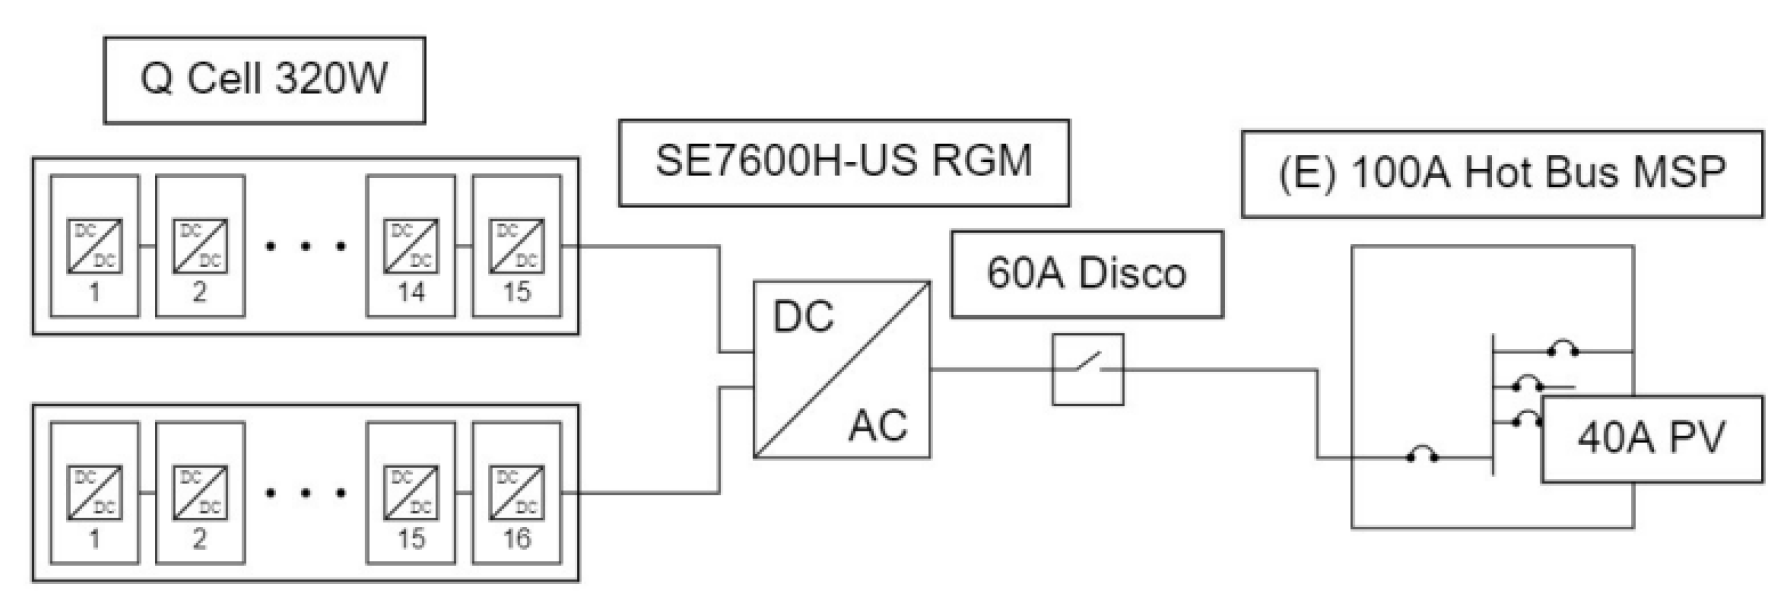 Q Cell 320W
SE7600H-US RGM
(E) 100A Hot Bus MSP
60A Disco
DC DC DC DC
DC DC DC DC
1 2 14 15
DC
AC
40A PV
DC DC DC DC
DC DC DC DC
1 2 15 16